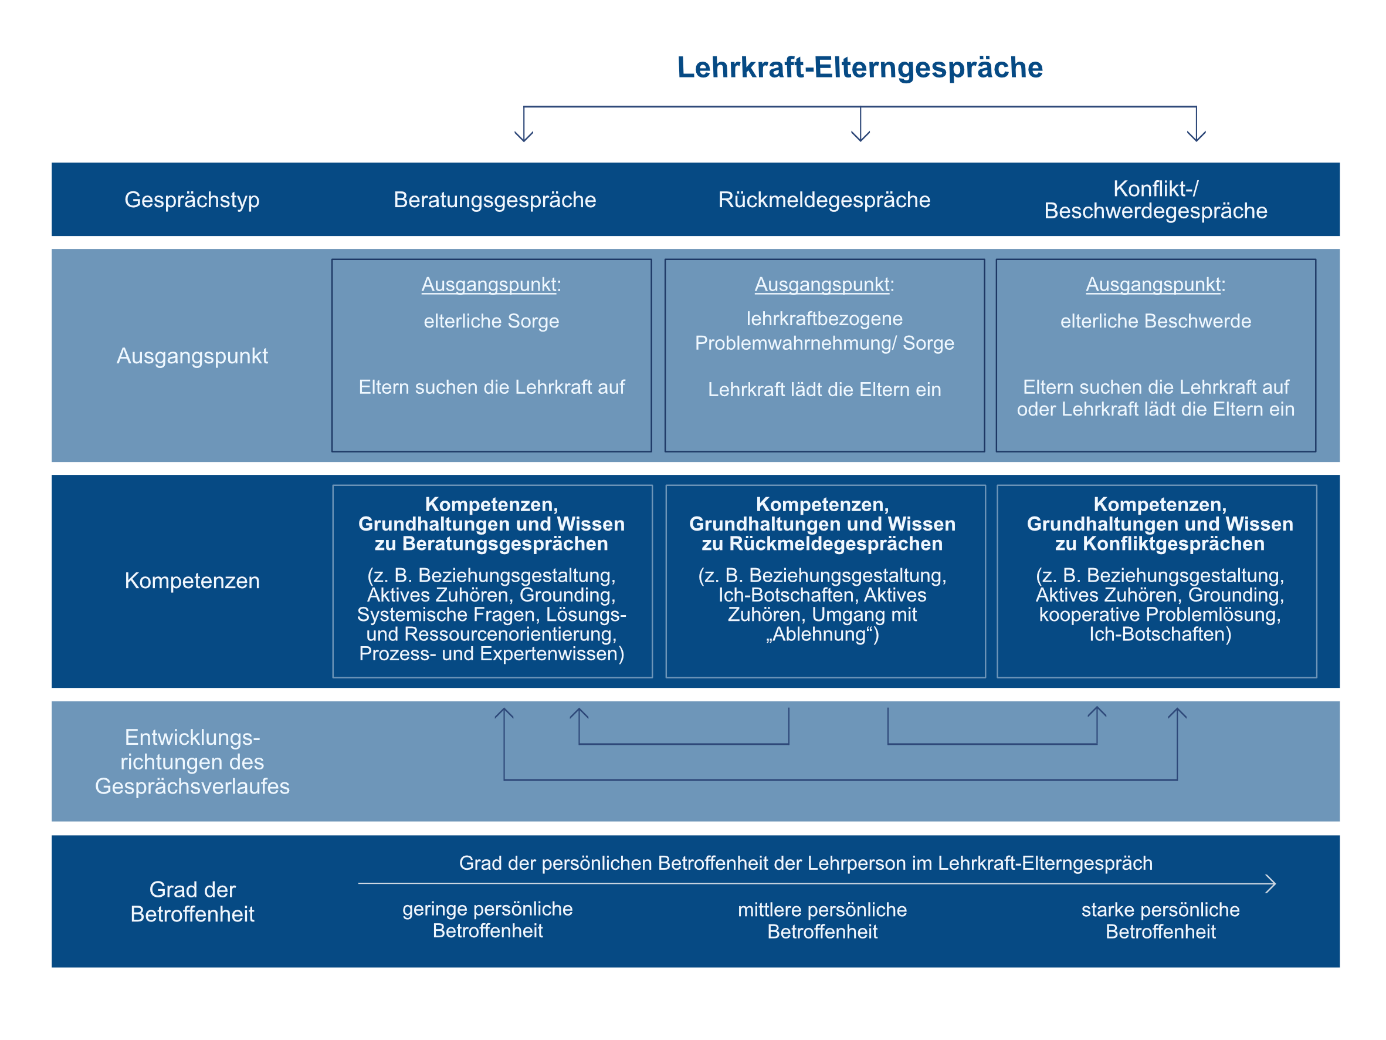 Lehrkraft-Elterngespräche
Gesprächstyp
Beratungsgespräche
Rückmeldegespräche
Konflikt-/
Beschwerdegespräche
Ausgangspunkt
Ausgangspunkt:
elterliche Sorge
Eltern suchen die Lehrkraft auf
Ausgangspunkt:
lehrkraftbezogene
Problemwahrnehmung/ Sorge
Lehrkraft lädt die Eltern ein
Ausgangspunkt:
elterliche Beschwerde
Eltern suchen die Lehrkraft auf
oder Lehrkraft lädt die Eltern ein
Kompetenzen
Kompetenzen,
Grundhaltungen und Wissen
zu Beratungsgesprächen
(z. B. Beziehungsgestaltung,
Aktives Zuhören, Grounding,
Systemische Fragen, Lösungs-
und Ressourcenorientierung,
Prozess- und Expertenwissen)
Kompetenzen,
Grundhaltungen und Wissen
zu Rückmeldegesprächen
(z. B. Beziehungsgestaltung,
Ich-Botschaften, Aktives
Zuhören, Umgang mit
„Ablehnung“)
Kompetenzen,
Grundhaltungen und Wissen
zu Konfliktgesprächen
(z. B. Beziehungsgestaltung,
Aktives Zuhören, Grounding,
kooperative Problemlösung,
Ich-Botschaften)
Entwicklungs-
richtungen des
Gesprächsverlaufes
Grad der
Betroffenheit
Grad der persönlichen Betroffenheit der Lehrperson im Lehrkraft-Elterngespräch
geringe persönliche
Betroffenheit
mittlere persönliche
Betroffenheit
starke persönliche
Betroffenheit